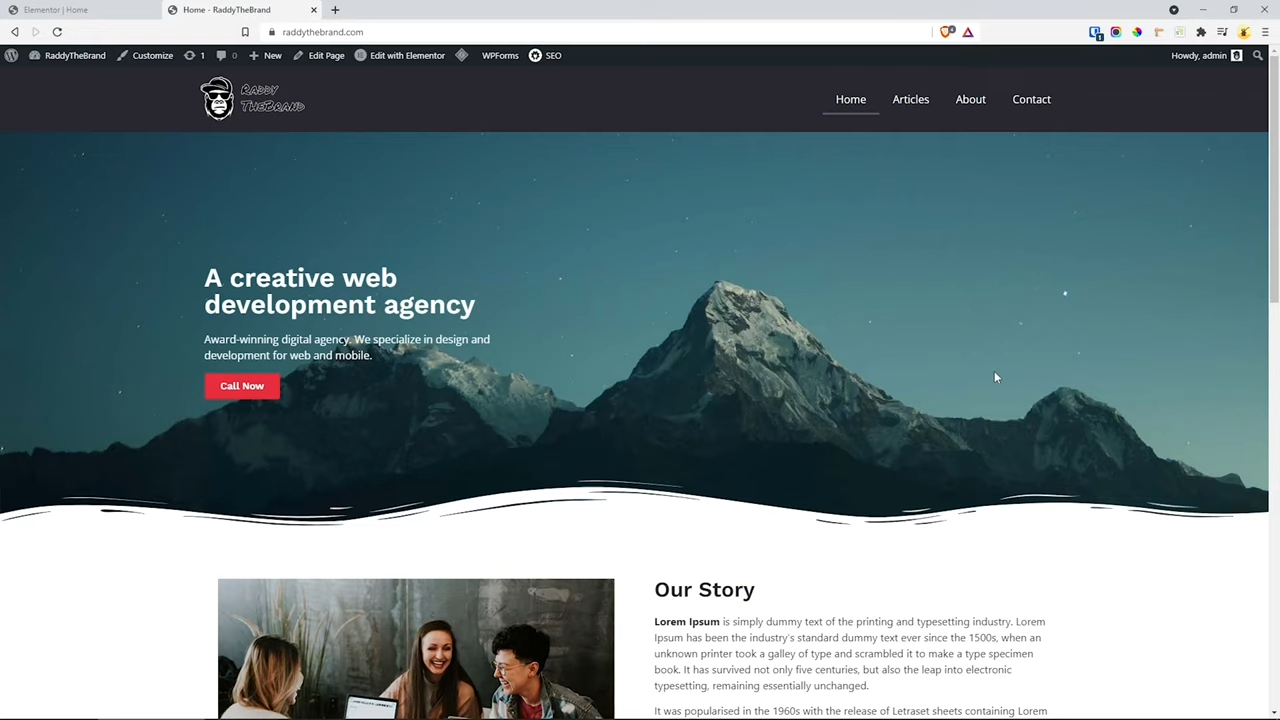 Elementor | Home
Home - RaddyTheBrand
raddythebrand.com
RaddyTheBrand Customize 1 0 New Edit Page Edit with Elementor WPForms SEO Howdy, admin
RADDY
THEBRAND
Home Articles About Contact
A creative web
development agency
Award-winning digital agency. We specialize in design and
development for web and mobile.
Call Now
Our Story
Lorem Ipsum is simply dummy text of the printing and typesetting industry. Lorem
Ipsum has been the industry's standard dummy text ever since the 1500s, when an
unknown printer took a galley of type and scrambled it to make a type specimen
book. It has survived not only five centuries, but also the leap into electronic
typesetting, remaining essentially unchanged.
It was popularised in the 1960s with the release of Letraset sheets containing Lorem